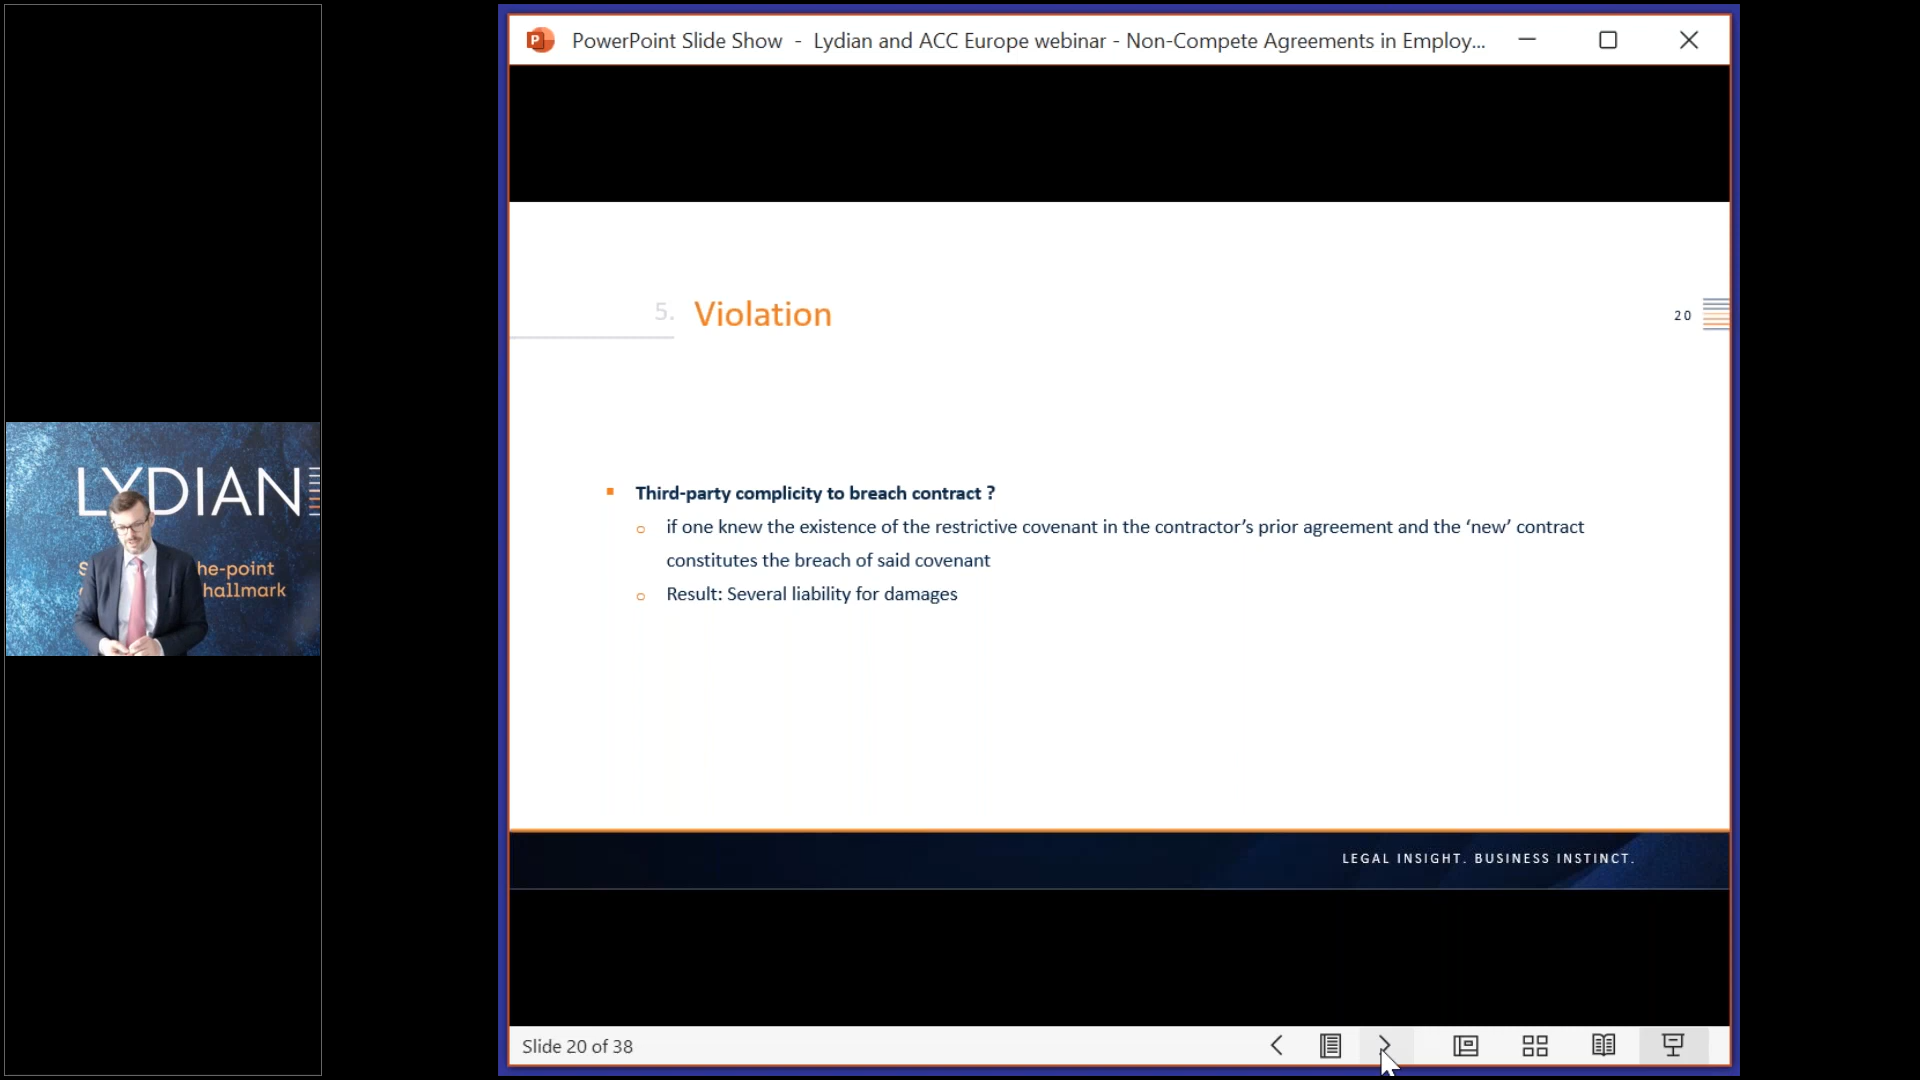 PowerPoint Slide Show - Lydian and ACC Europe webinar - Non-Compete Agreements in Employ...
LYDIAN
he-point
hallmark
5. Violation
20
Third-party complicity to breach contract ?
if one knew the existence of the restrictive covenant in the contractor’s prior agreement and the ‘new’ contract
constitutes the breach of said covenant
Result: Several liability for damages
LEGAL INSIGHT. BUSINESS INSTINCT.
Slide 20 of 38